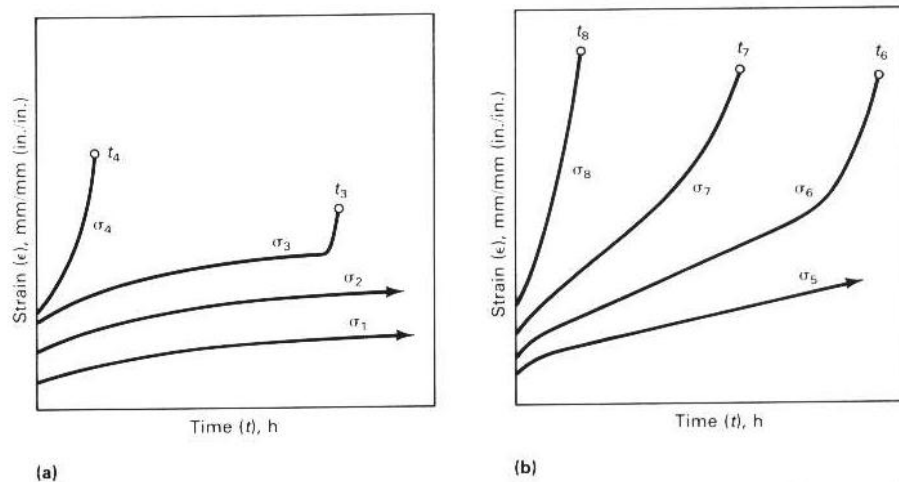 Strain (ϵ), mm/mm (in./in.)
t4
σ4
t3
σ3
σ2
σ1
Time (t), h
(a)
Strain (ϵ), mm/mm (in./in.)
t8
t7
t6
σ8
σ7
σ6
σ5
Time (t), h
(b)